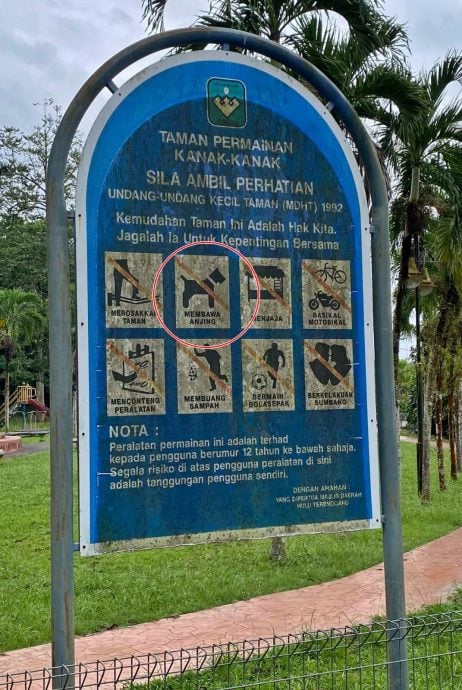 TAMAN PERMAINAN
KANAK-KANAK
SILA AMBIL PERHATIAN
UNDANG-UNDANG KECIL TAMAN (MDHT) 1992
Kemudahan Taman Ini Adalah Hak Kita.
Jagalah Ia Untuk Kepentingan Bersama
MEROSAKKAN
TAMAN
MEMBAWA
ANJING
BASIKAL
MOTOSIKAL
MENCONTENG
PERALATAN
MEMBUANG
SAMPAH
BERMAIN
BOLASEPAK
BERKELAKUAN
SUMBANG
NOTA :
Peralatan permainan ini adalah terhad
kepada pengguna berumur 12 tahun ke bawah sahaja.
Segala risiko di atas pengguna peralatan di sini
adalah tanggungan pengguna sendiri.
DENGAN
YANG DIPERTUA MAJLIS DAERAH
HULU TERENGGANU